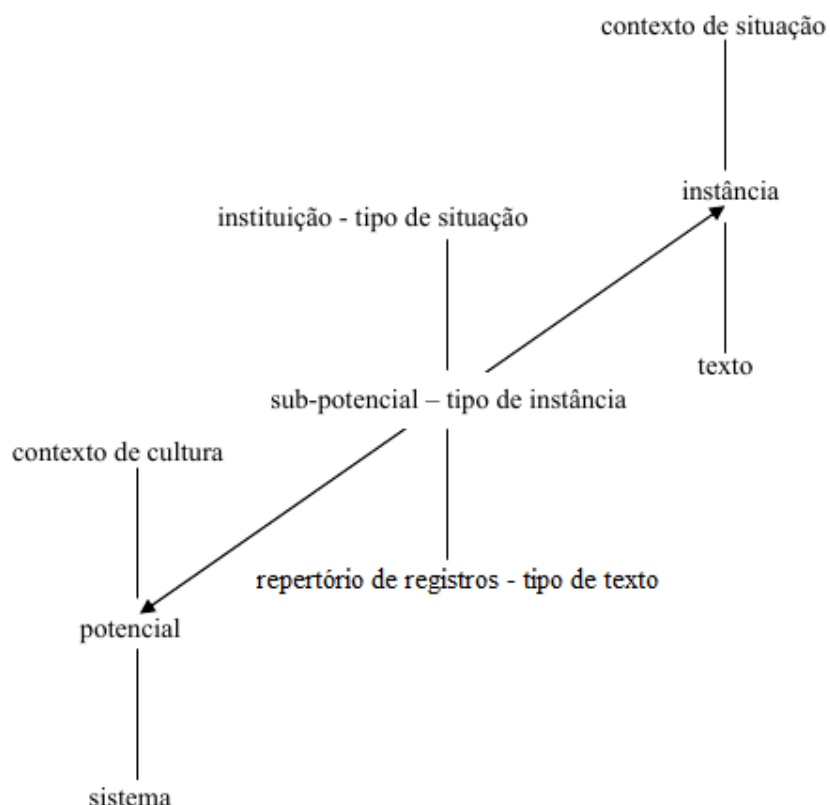 contexto de situação
instância
instituição - tipo de situação
texto
sub-potencial – tipo de instância
contexto de cultura
repertório de registros - tipo de texto
potencial
sistema